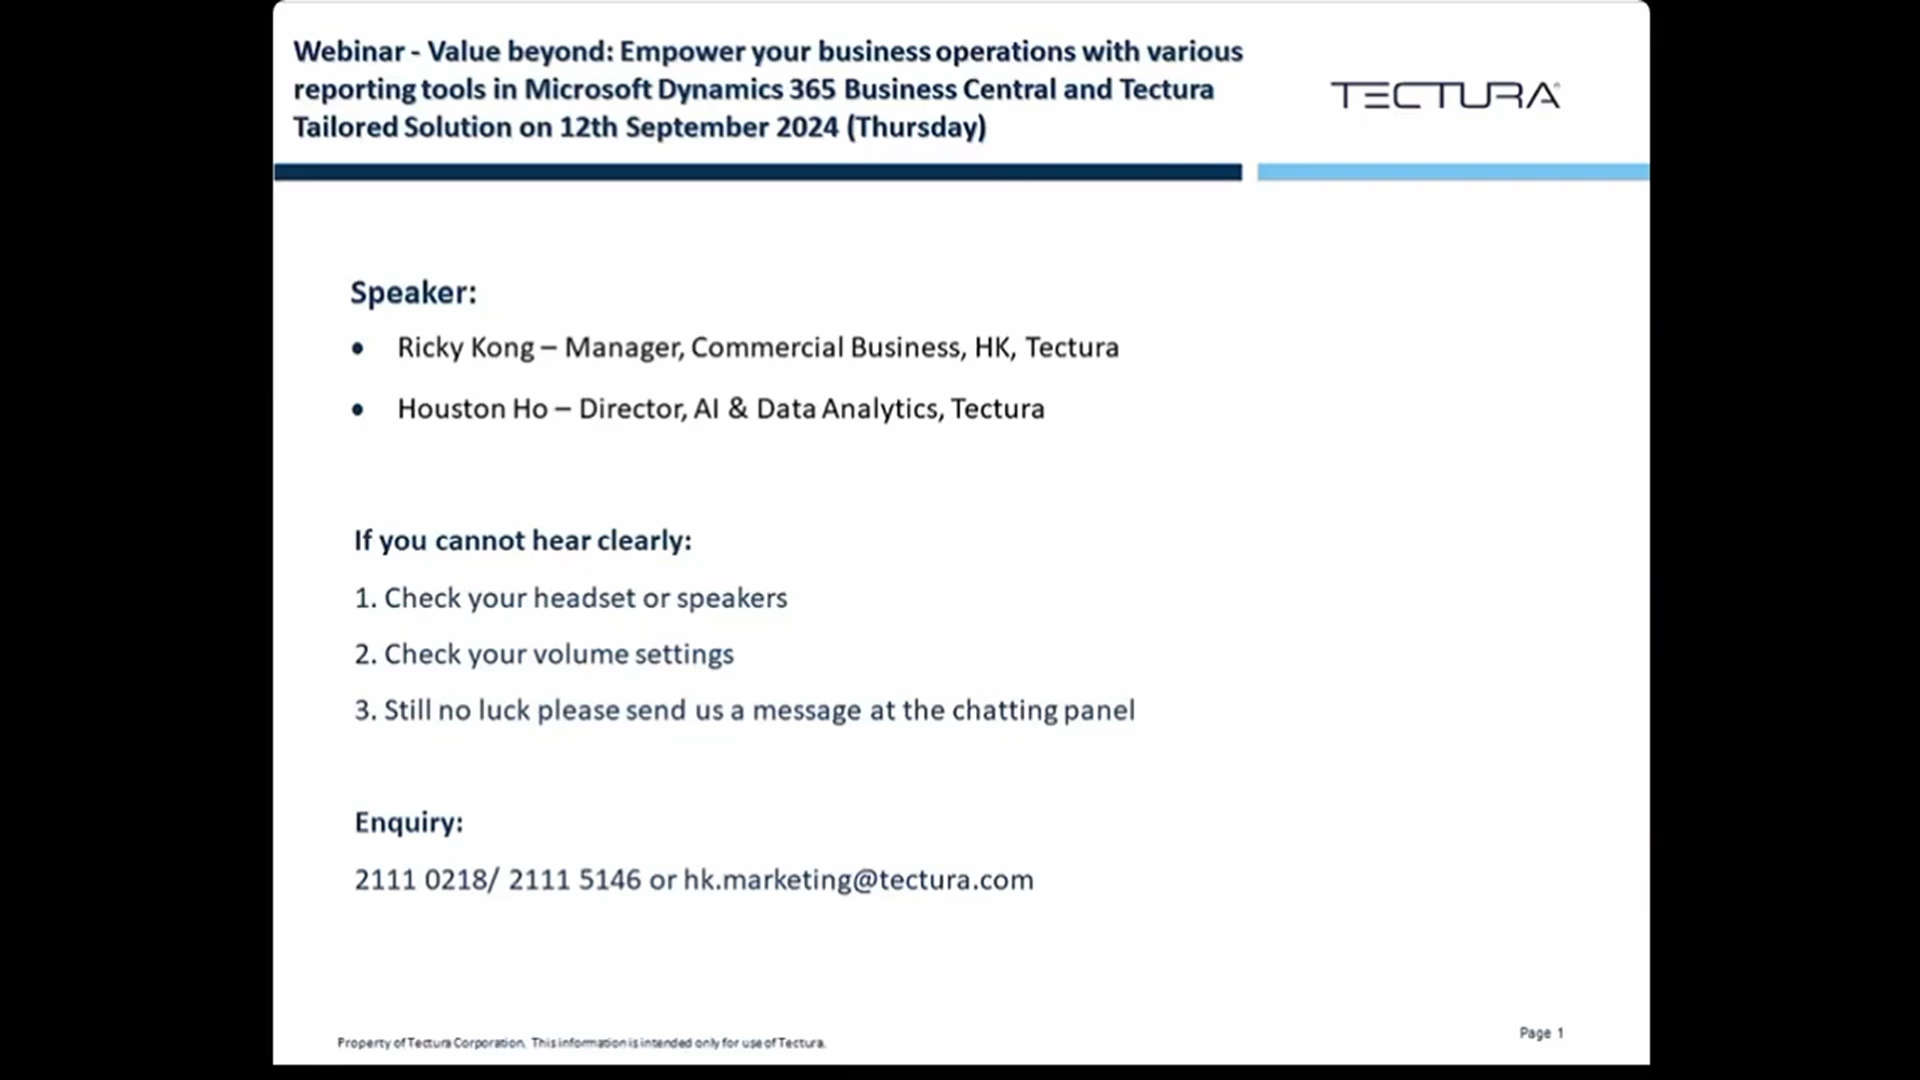 Webinar - Value beyond: Empower your business operations with various
reporting tools in Microsoft Dynamics 365 Business Central and Tectura
Tailored Solution on 12th September 2024 (Thursday)
TECTURA®
Speaker:
• Ricky Kong – Manager, Commercial Business, HK, Tectura
• Houston Ho – Director, AI & Data Analytics, Tectura
If you cannot hear clearly:
1. Check your headset or speakers
2. Check your volume settings
3. Still no luck please send us a message at the chatting panel
Enquiry:
2111 0218/ 2111 5146 or hk.marketing@tectura.com
Property of Tectura Corporation. This information is intended only for use of Tectura.
Page 1